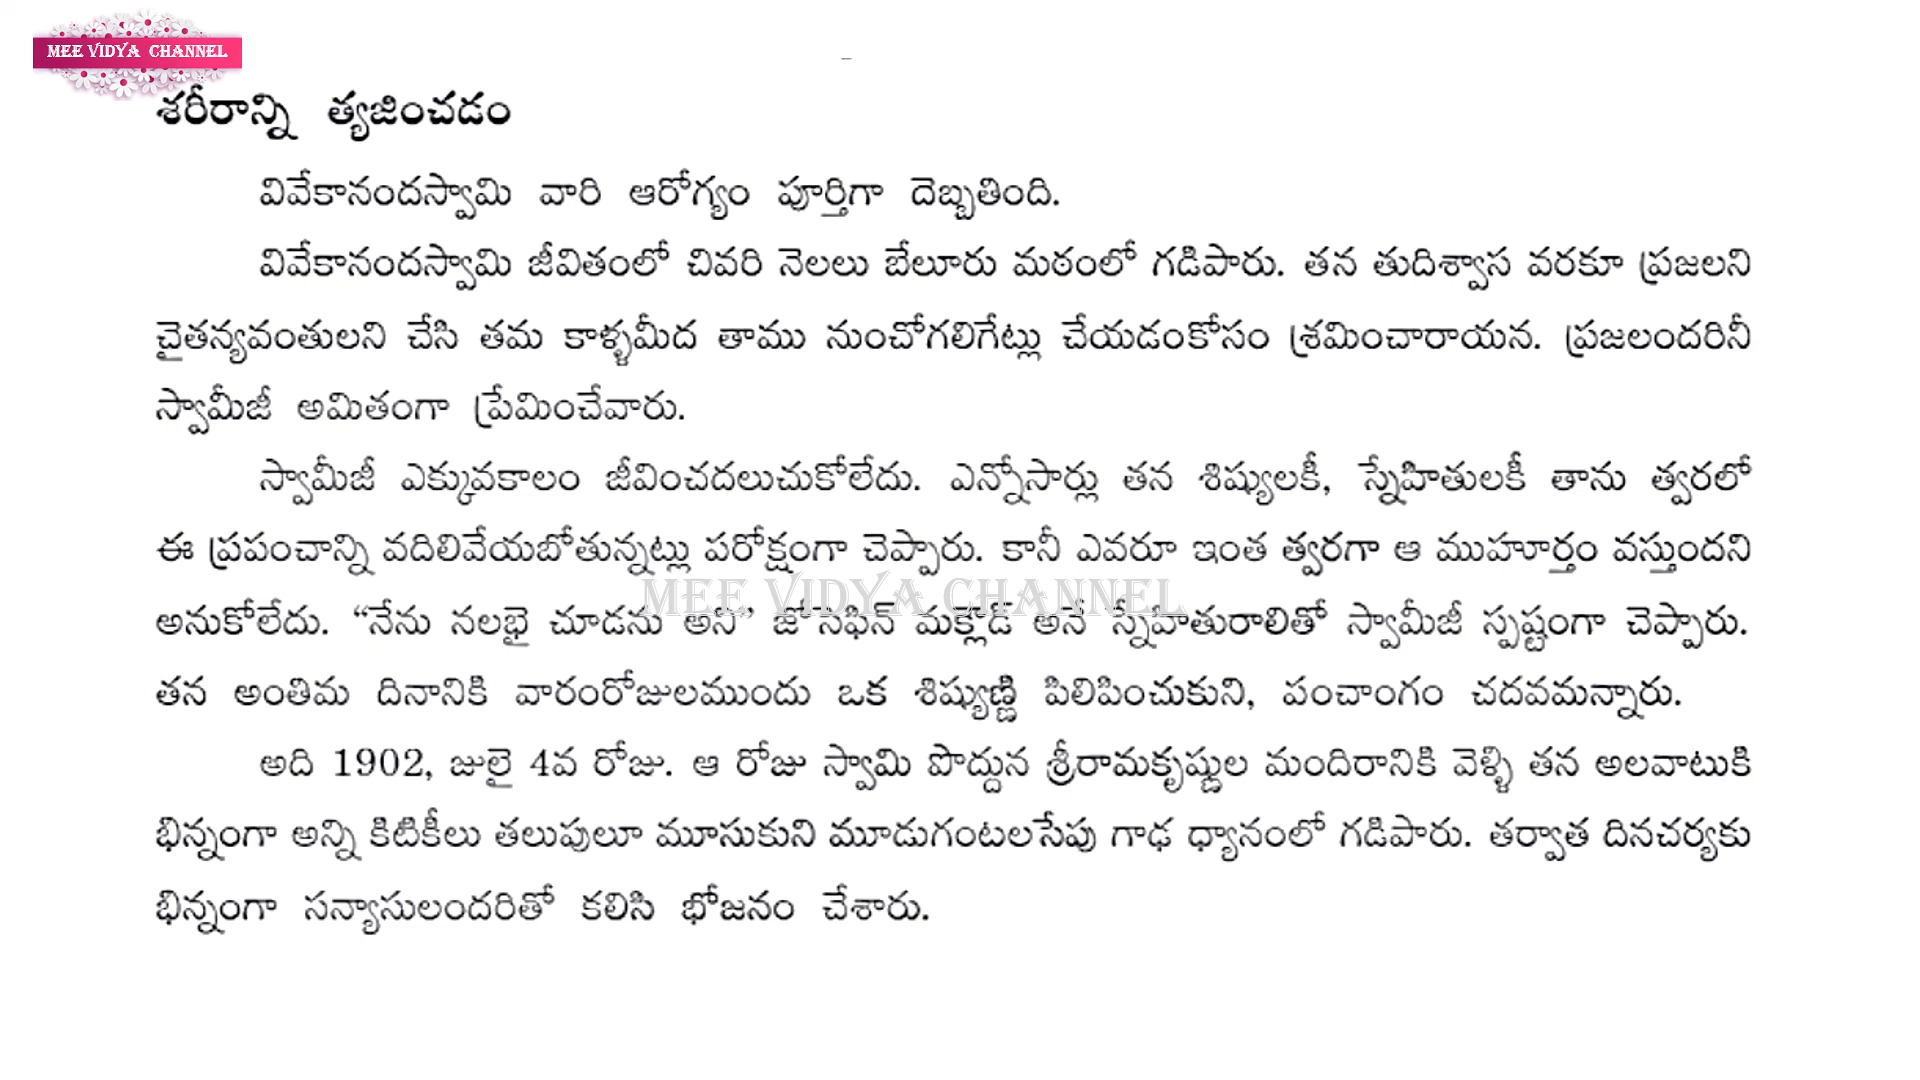 MEE VIDYA CHANNEL
శరీరాన్ని త్యజించడం
వివేకానందస్వామి వారి ఆరోగ్యం పూర్తిగా దెబ్బతింది.
వివేకానందస్వామి జీవితంలో చివరి నెలలు బేలూరు మఠంలో గడిపారు. తన తుదిశ్వాస వరకూ ప్రజలని
చైతన్యవంతులని చేసి తమ కాళ్ళమీద తాము నుంచోగలిగేట్లు చేయడంకోసం శ్రమించారాయన. ప్రజలందరినీ
స్వామీజీ అమితంగా ప్రేమించేవారు.
స్వామీజీ ఎక్కువకాలం జీవించదలుచుకోలేదు. ఎన్నోసార్లు తన శిష్యులకీ, స్నేహితులకీ తాను త్వరలో
ఈ ప్రపంచాన్ని వదిలివేయబోతున్నట్లు పరోక్షంగా చెప్పారు. కానీ ఎవరూ ఇంత త్వరగా ఆ ముహూర్తం వస్తుందని
MEE VIDYA CHANNEL
అనుకోలేదు. “నేను నలభై చూడను అని” జోసెఫిన్ మక్లౌడ్ అనే స్నేహితురాలితో స్వామీజీ స్పష్టంగా చెప్పారు.
తన అంతిమ దినానికి వారంరోజులముందు ఒక శిష్యుణ్ణి పిలిపించుకుని, పంచాంగం చదవమన్నారు.
అది 1902, జులై 4వ రోజు. ఆ రోజు స్వామి పొద్దున శ్రీరామకృష్ణుల మందిరానికి వెళ్ళి తన అలవాటుకి
భిన్నంగా అన్ని కిటికీలు తలుపులూ మూసుకుని మూడుగంటలసేపు గాఢ ధ్యానంలో గడిపారు. తర్వాత దినచర్యకు
భిన్నంగా సన్యాసులందరితో కలిసి భోజనం చేశారు.